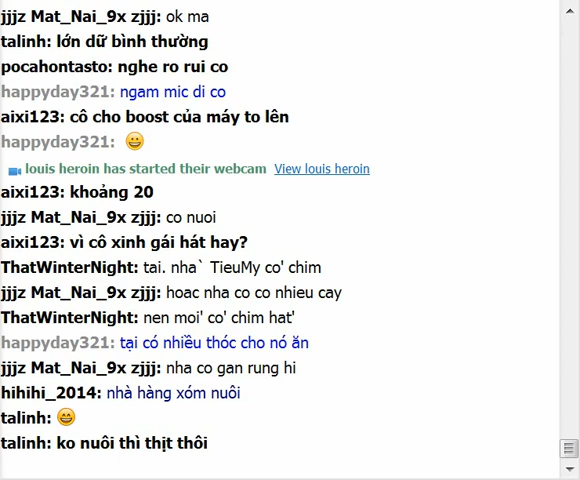 jjjz Mat_Nai_9x zjjj: ok ma
talinh: lớn dữ bình thường
pocahontasto: nghe ro rui co
happyday321: ngam mic di co
aixi123: cô cho boost của máy to lên
happyday321: 😀
louis heroin has started their webcam View louis heroin
aixi123: khoảng 20
jjjz Mat_Nai_9x zjjj: co nuoi
aixi123: vì cô xinh gái hát hay?
ThatWinterNight: tai. nha` TieuMy co' chim
jjjz Mat_Nai_9x zjjj: hoac nha co co nhieu cay
ThatWinterNight: nen moi' co' chim hat'
happyday321: tại có nhiều thóc cho nó ăn
jjjz Mat_Nai_9x zjjj: nha co gan rung hi
hihihi_2014: nhà hàng xóm nuôi
talinh: 😄
talinh: ko nuôi thì thịt thôi